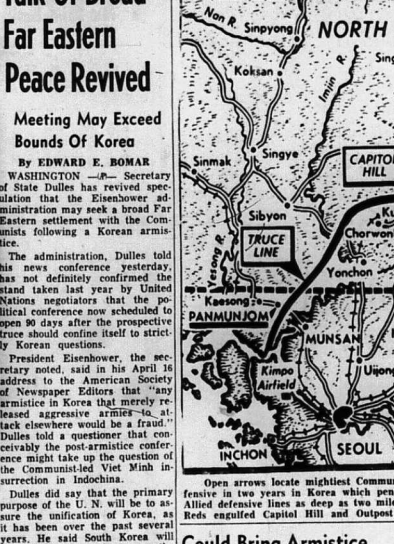 Talk Of Broad
Far Eastern
Peace Revived
Meeting May Exceed
Bounds Of Korea
By EDWARD E. BOMAR
WASHINGTON —(AP)— Secretary
of State Dulles has revived spec-
ulation that the Eisenhower ad-
ministration may seek a broad Far
Eastern settlement with the Com-
unists following a Korean armis-
tice.
The administration, Dulles told
his news conference yesterday,
has not definitely confirmed the
stand taken last year by United
Nations negotiators that the po-
litical conference now scheduled to
open 90 days after the prospective
truce should confine itself to strict-
ly Korean questions.
President Eisenhower, the sec-
retary noted, said in his April 16
address to the American Society
of Newspaper Editors that "any
armistice in Korea that merely re-
leased aggressive armies to at-
tack elsewhere would be a fraud."
Dulles told a questioner that con-
ceivably the post-armistice confer-
ence might take up the question of
the Communist-led Viet Minh in-
surrection in Indochina.
Dulles did say that the primary
purpose of the U. N. will be to as-
sure the unification of Korea, as
it has been over the past several
years. He said South Korea will
Nan R.
Sinpyong
NORTH
Koksan
Imjin R.
Sing
Sinmak
Singye
CAPITO
HILL
Sibyon
Ku
Chorwon
TRUCE
LINE
Yesong R.
Yonchon
Kaesong
PANMUNJOM
MUNSAN
Kimpo
Airfield
Uijon
INCHON
SEOUL
Open arrows locate mightiest Commu
fensive in two years in Korea which pen
Allied defensive lines as deep as two mile
Reds engulfed Capitol Hill and Outpost
Could Bring Armistice